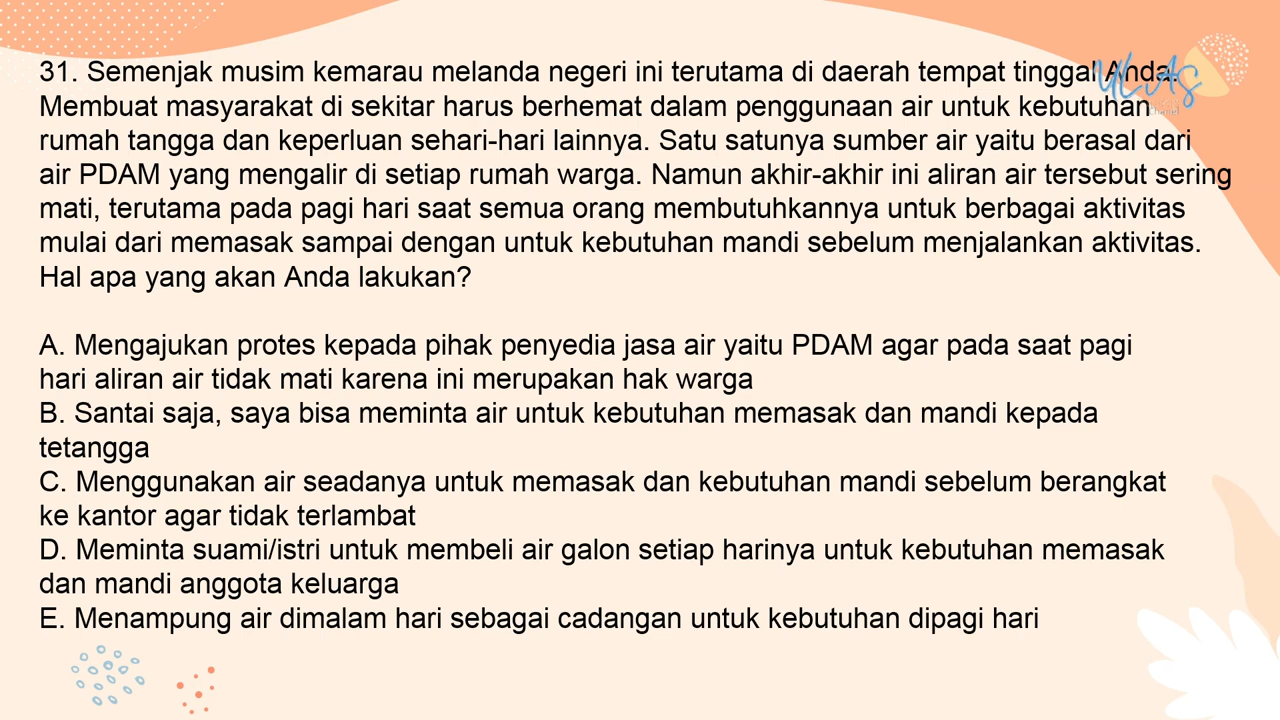 31. Semenjak musim kemarau melanda negeri ini terutama di daerah tempat tinggal Anda.
Membuat masyarakat di sekitar harus berhemat dalam penggunaan air untuk kebutuhan
rumah tangga dan keperluan sehari-hari lainnya. Satu satunya sumber air yaitu berasal dari
air PDAM yang mengalir di setiap rumah warga. Namun akhir-akhir ini aliran air tersebut sering
mati, terutama pada pagi hari saat semua orang membutuhkannya untuk berbagai aktivitas
mulai dari memasak sampai dengan untuk kebutuhan mandi sebelum menjalankan aktivitas.
Hal apa yang akan Anda lakukan?
A. Mengajukan protes kepada pihak penyedia jasa air yaitu PDAM agar pada saat pagi
hari aliran air tidak mati karena ini merupakan hak warga
B. Santai saja, saya bisa meminta air untuk kebutuhan memasak dan mandi kepada
tetangga
C. Menggunakan air seadanya untuk memasak dan kebutuhan mandi sebelum berangkat
ke kantor agar tidak terlambat
D. Meminta suami/istri untuk membeli air galon setiap harinya untuk kebutuhan memasak
dan mandi anggota keluarga
E. Menampung air dimalam hari sebagai cadangan untuk kebutuhan dipagi hari
ULAS